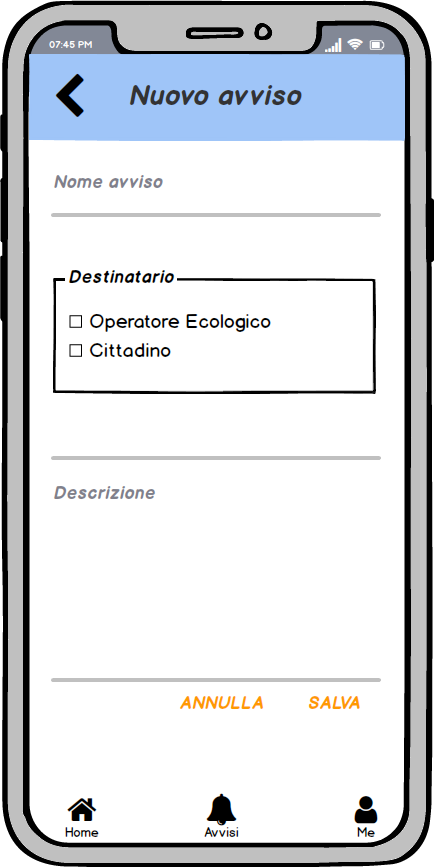 07:45 PM
Nuovo avviso
Nome avviso
Destinatario
Operatore Ecologico
Cittadino
Descrizione
ANNULLA SALVA
Home Avvisi Me